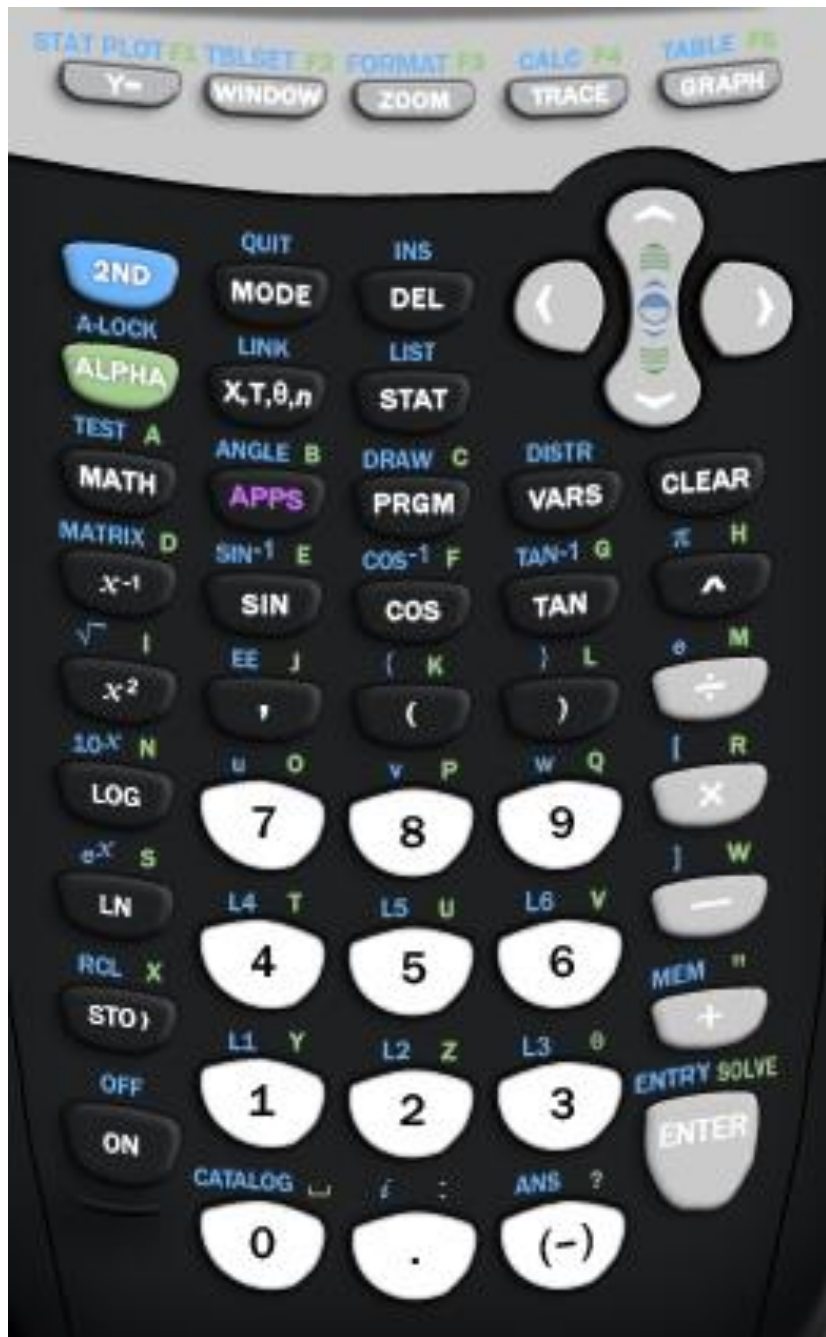 STAT PLOT F1 TBLSET F2 FORMAT F3 CALC F4 TABLE F5
Y= WINDOW ZOOM TRACE GRAPH
QUIT INS
2ND MODE DEL
A-LOCK LINK LIST
ALPHA X,T,θ,n STAT
TEST A ANGLE B DRAW C DISTR
MATH APPS PRGM VARS CLEAR
MATRIX D SIN-1 E COS-1 F TAN-1 G π H
x-1 SIN COS TAN ^
√ I EE J { K } L e M
x² , ( ) ÷
10x N u O v P w Q [ R
LOG 7 8 9 ×
ex S L4 T L5 U L6 V ] W
LN 4 5 6 −
RCL X L1 Y L2 Z L3 θ MEM "
STO) 1 2 3 +
OFF ENTRY SOLVE
ON ENTER
CATALOG ⎵ i : ANS ?
0 . (-)